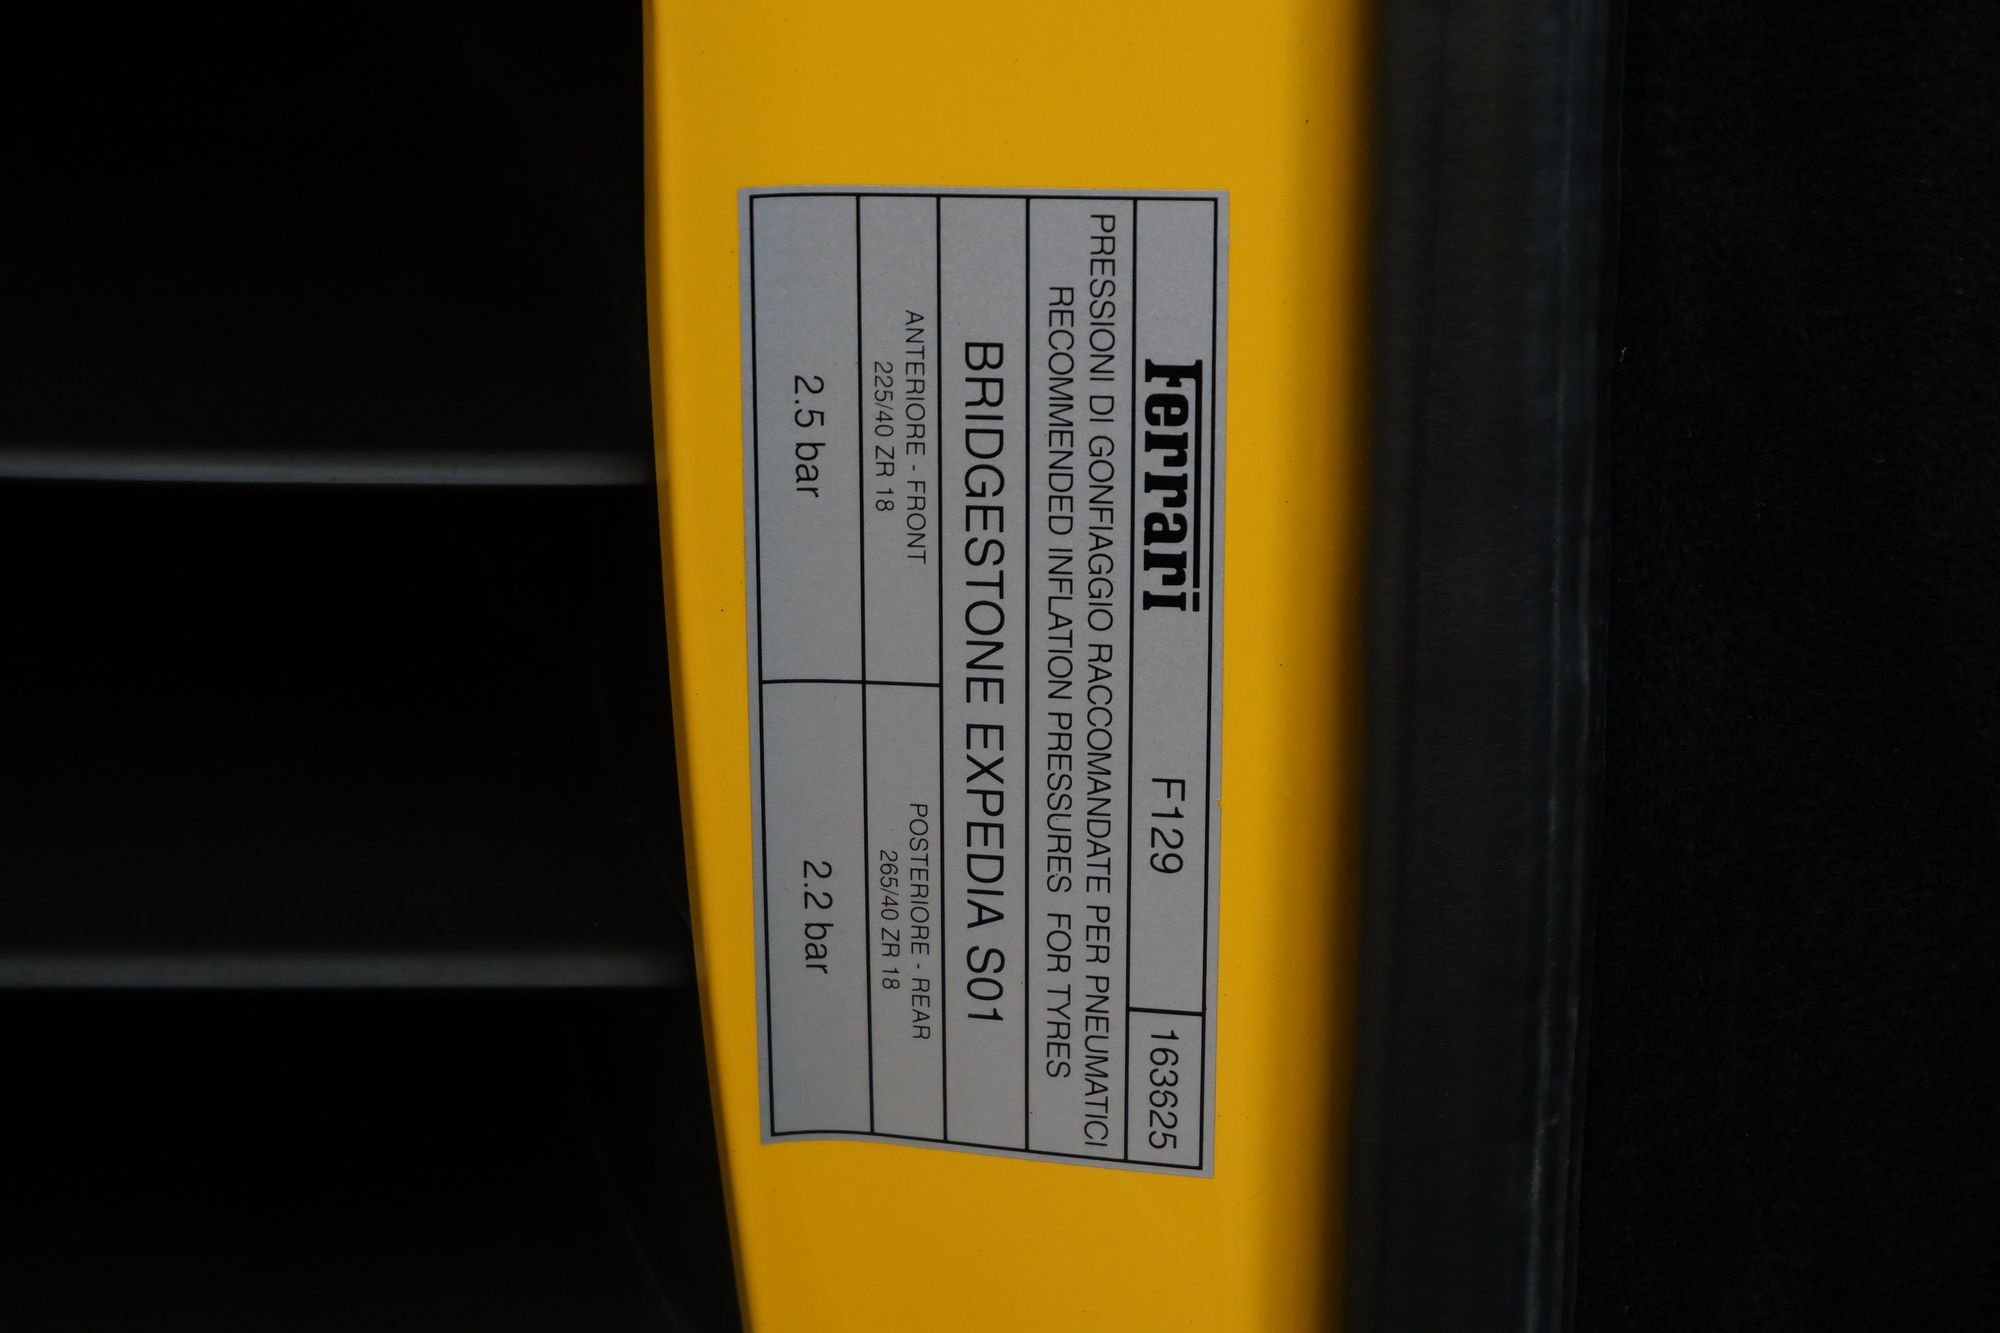 Ferrari F129 163625
PRESSIONI DI GONFIAGGIO RACCOMANDATE PER PNEUMATICI
RECOMMENDED INFLATION PRESSURES FOR TYRES
BRIDGESTONE EXPEDIA S01
ANTERIORE - FRONT
225/40 ZR 18
POSTERIORE - REAR
265/40 ZR 18
2.5 bar
2.2 bar